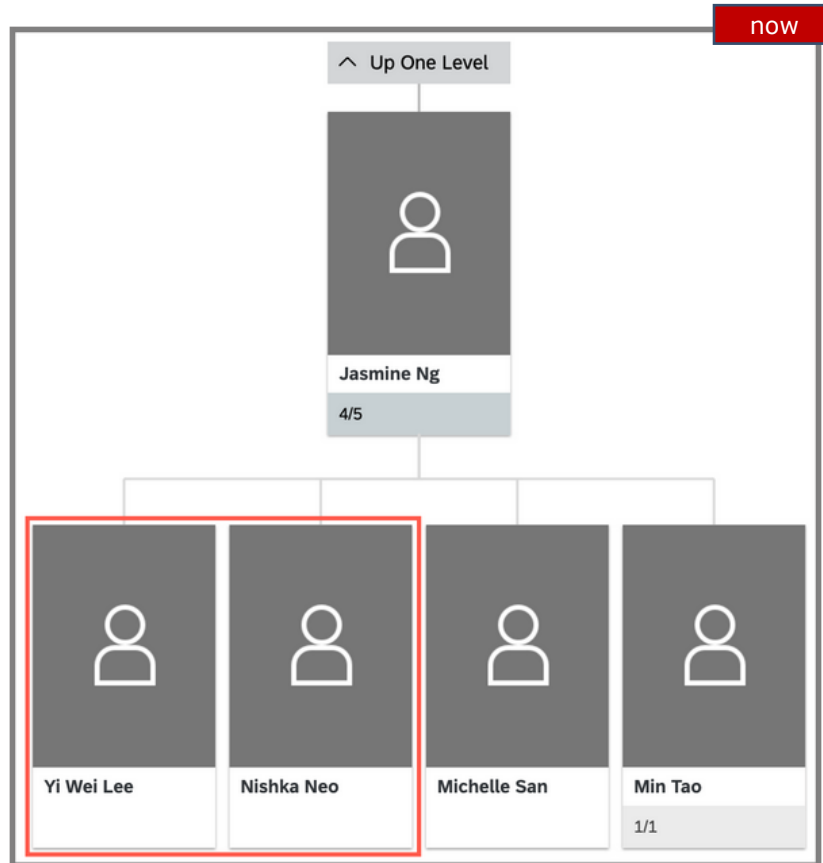 now
Up One Level
Jasmine Ng
4/5
Yi Wei Lee
Nishka Neo
Michelle San
Min Tao
1/1